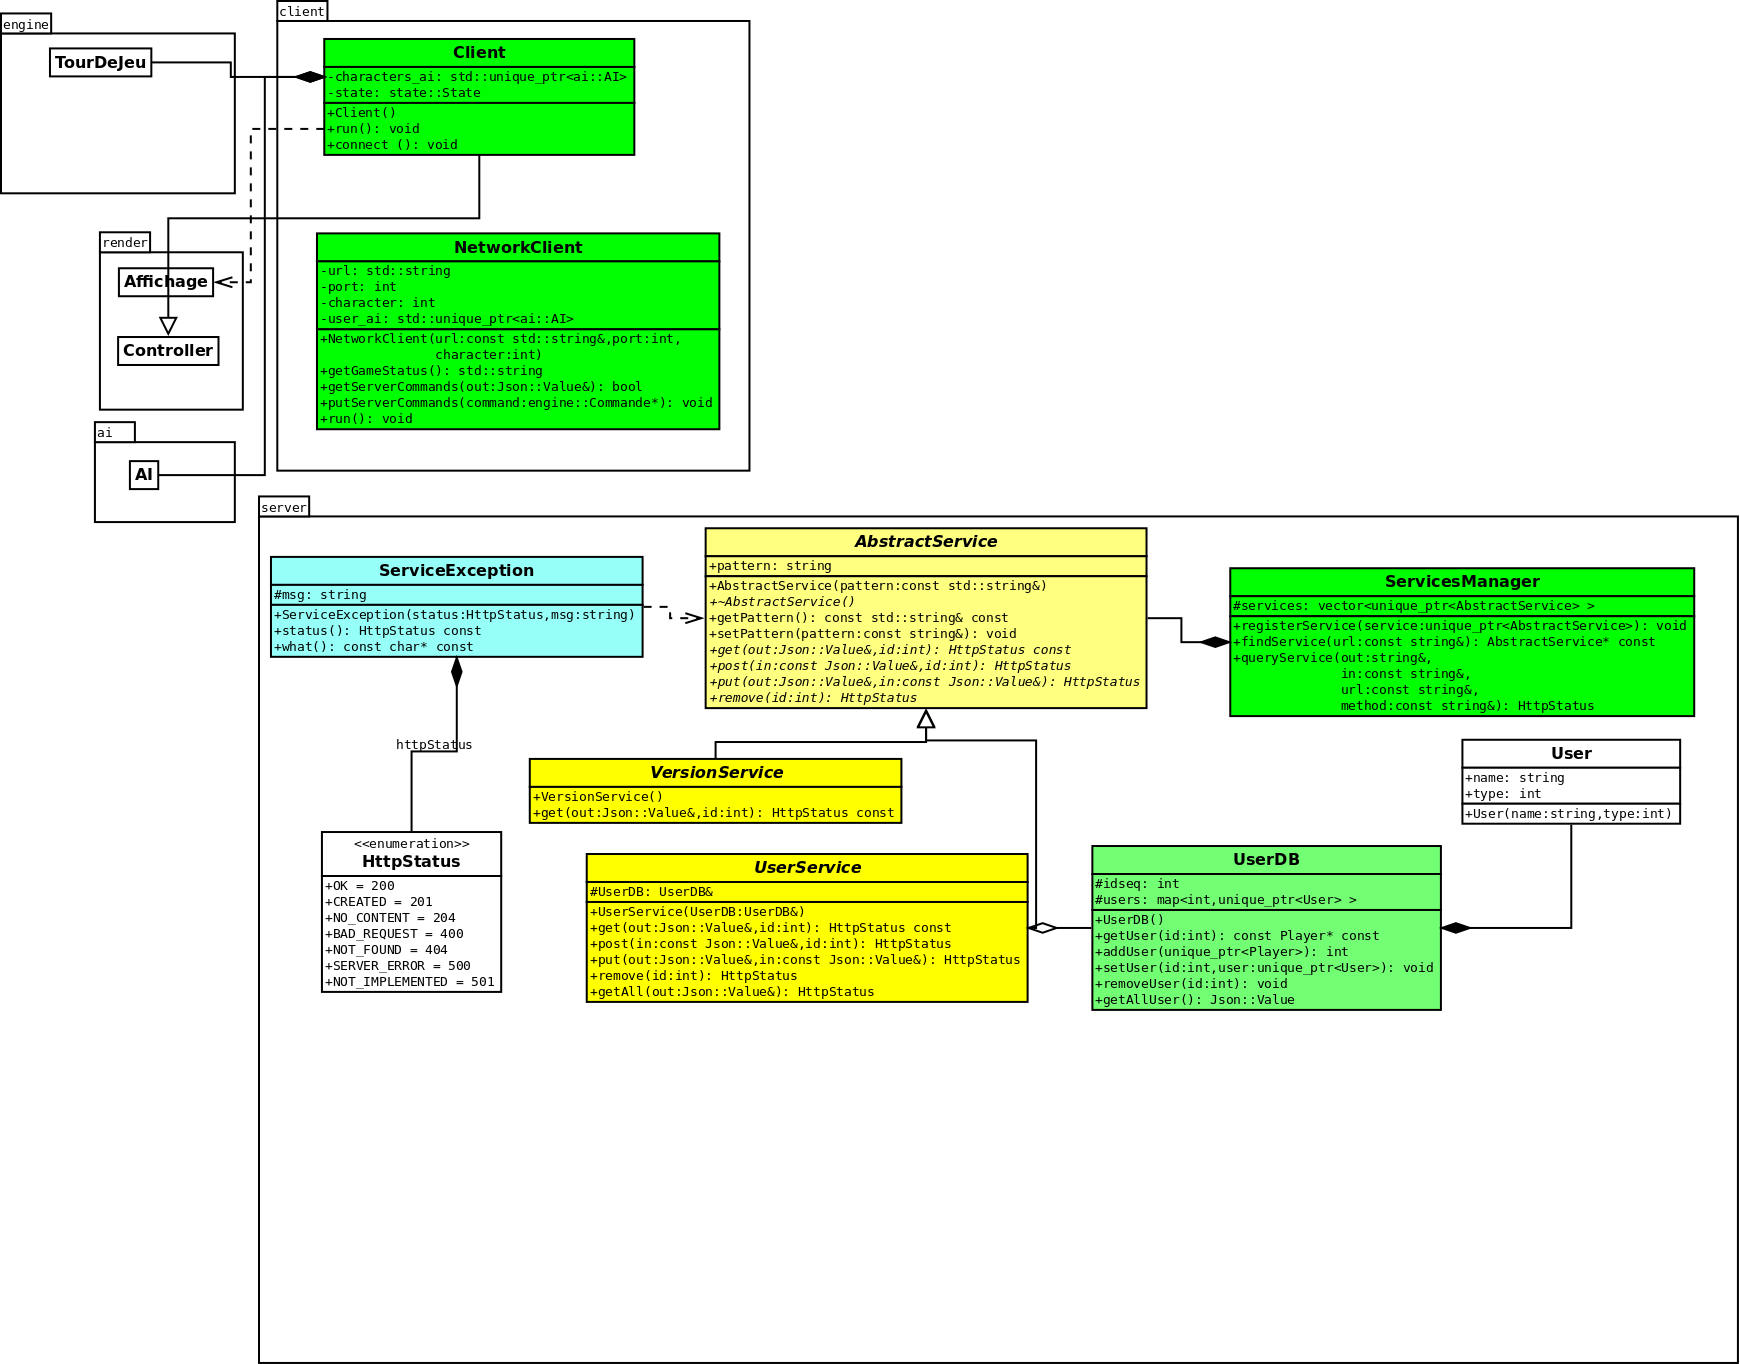 engine
TourDeJeu
client
Client
-characters_ai: std::unique_ptr<ai::AI>
-state: state::State
+Client()
+run(): void
+connect (): void
render
Affichage
Controller
NetworkClient
-url: std::string
-port: int
-character: int
-user_ai: std::unique_ptr<ai::AI>
+NetworkClient(url:const std::string&,port:int,
character:int)
+getGameStatus(): std::string
+getServerCommands(out:Json::Value&): bool
+putServerCommands(command:engine::Commande*): void
+run(): void
ai
AI
server
ServiceException
#msg: string
+ServiceException(status:HttpStatus,msg:string)
+status(): HttpStatus const
+what(): const char* const
AbstractService
+pattern: string
+AbstractService(pattern:const std::string&)
+~AbstractService()
+getPattern(): const std::string& const
+setPattern(pattern:const string&): void
+get(out:Json::Value&,id:int): HttpStatus const
+post(in:const Json::Value&,id:int): HttpStatus
+put(out:Json::Value&,in:const Json::Value&): HttpStatus
+remove(id:int): HttpStatus
ServicesManager
#services: vector<unique_ptr<AbstractService> >
+registerService(service:unique_ptr<AbstractService>): void
+findService(url:const string&): AbstractService* const
+queryService(out:string&,
in:const string&,
url:const string&,
method:const string&): HttpStatus
httpStatus
VersionService
+VersionService()
+get(out:Json::Value&,id:int): HttpStatus const
User
+name: string
+type: int
+User(name:string,type:int)
<<enumeration>>
HttpStatus
+OK = 200
+CREATED = 201
+NO_CONTENT = 204
+BAD_REQUEST = 400
+NOT_FOUND = 404
+SERVER_ERROR = 500
+NOT_IMPLEMENTED = 501
UserService
#UserDB: UserDB&
+UserService(UserDB:UserDB&)
+get(out:Json::Value&,id:int): HttpStatus const
+post(in:const Json::Value&,id:int): HttpStatus
+put(out:Json::Value&,in:const Json::Value&): HttpStatus
+remove(id:int): HttpStatus
+getAll(out:Json::Value&): HttpStatus
UserDB
#idseq: int
#users: map<int,unique_ptr<User> >
+UserDB()
+getUser(id:int): const Player* const
+addUser(unique_ptr<Player>): int
+setUser(id:int,user:unique_ptr<User>): void
+removeUser(id:int): void
+getAllUser(): Json::Value